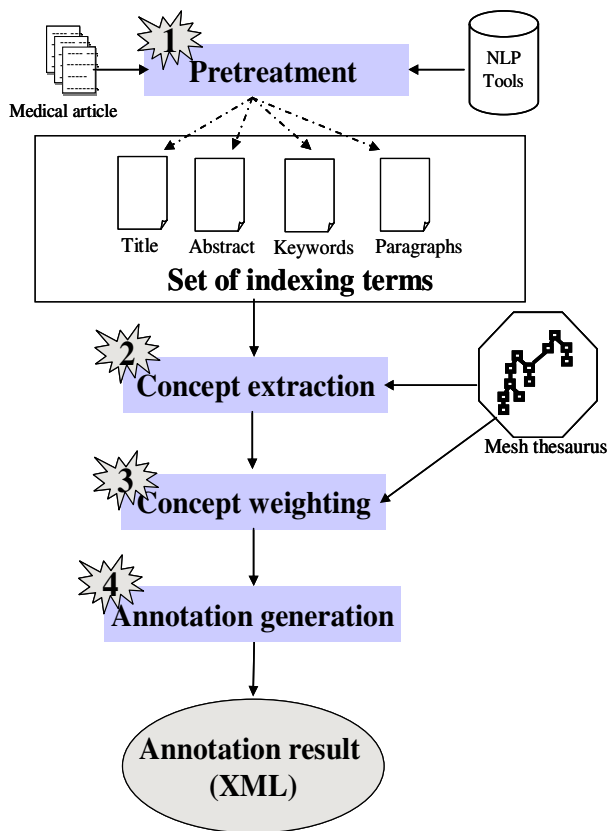 1
Pretreatment
NLP
Tools
Medical article
Title
Abstract
Keywords
Paragraphs
Set of indexing terms
2
Concept extraction
Mesh thesaurus
3
Concept weighting
4
Annotation generation
Annotation result
(XML)